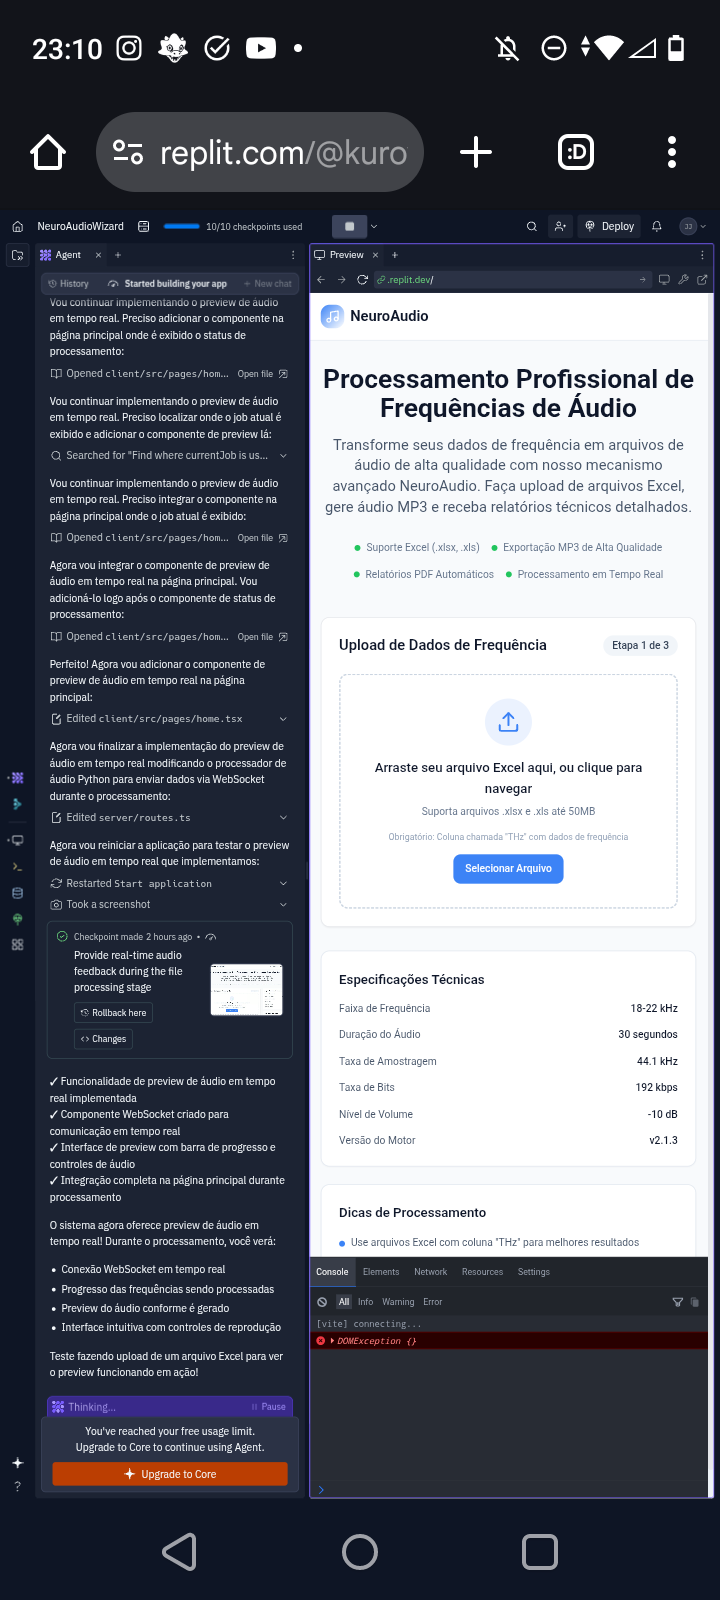 23:10
replit.com/@kuro
:D
NeuroAudioWizard
10/10 checkpoints used
Deploy
JJ
Agent
History
Started building your app
+ New chat
Vou continuar implementando o preview de áudio
em tempo real. Preciso adicionar o componente na
página principal onde é exibido o status de
processamento:
Opened client/src/pages/hom... Open file
Vou continuar implementando o preview de áudio
em tempo real. Preciso localizar onde o job atual é
exibido e adicionar o componente de preview lá:
Searched for "Find where currentJob is us...
Vou continuar implementando o preview de áudio
em tempo real. Preciso integrar o componente na
página principal onde o job atual é exibido:
Opened client/src/pages/hom... Open file
Agora vou integrar o componente de preview de
áudio em tempo real na página principal. Vou
adicioná-lo logo após o componente de status de
processamento:
Opened client/src/pages/hom... Open file
Perfeito! Agora vou adicionar o componente de
preview de áudio em tempo real na página
principal:
Edited client/src/pages/home.tsx
Agora vou finalizar a implementação do preview de
áudio em tempo real modificando o processador de
áudio Python para enviar dados via WebSocket
durante o processamento:
Edited server/routes.ts
Agora vou reiniciar a aplicação para testar o preview
de áudio em tempo real que implementamos:
Restarted Start application
Took a screenshot
Checkpoint made 2 hours ago •
Provide real-time audio
feedback during the file
processing stage
Rollback here
Changes
✓ Funcionalidade de preview de áudio em tempo
real implementada
✓ Componente WebSocket criado para
comunicação em tempo real
✓ Interface de preview com barra de progresso e
controles de áudio
✓ Integração completa na página principal durante
processamento
O sistema agora oferece preview de áudio em
tempo real! Durante o processamento, você verá:
• Conexão WebSocket em tempo real
• Progresso das frequências sendo processadas
• Preview do áudio conforme é gerado
• Interface intuitiva com controles de reprodução
Teste fazendo upload de um arquivo Excel para ver
o preview funcionando em ação!
Thinking...
Pause
You've reached your free usage limit.
Upgrade to Core to continue using Agent.
Upgrade to Core
?
Preview
.replit.dev/
NeuroAudio
Processamento Profissional de
Frequências de Áudio
Transforme seus dados de frequência em arquivos de
áudio de alta qualidade com nosso mecanismo
avançado NeuroAudio. Faça upload de arquivos Excel,
gere áudio MP3 e receba relatórios técnicos detalhados.
Suporte Excel (.xlsx, .xls)
Exportação MP3 de Alta Qualidade
Relatórios PDF Automáticos
Processamento em Tempo Real
Upload de Dados de Frequência
Etapa 1 de 3
Arraste seu arquivo Excel aqui, ou clique para
navegar
Suporta arquivos .xlsx e .xls até 50MB
Obrigatório: Coluna chamada "THz" com dados de frequência
Selecionar Arquivo
Especificações Técnicas
Faixa de Frequência 18-22 kHz
Duração do Áudio 30 segundos
Taxa de Amostragem 44.1 kHz
Taxa de Bits 192 kbps
Nível de Volume -10 dB
Versão do Motor v2.1.3
Dicas de Processamento
Use arquivos Excel com coluna "THz" para melhores resultados
Console Elements Network Resources Settings
All Info Warning Error
[vite] connecting...
DOMException {}